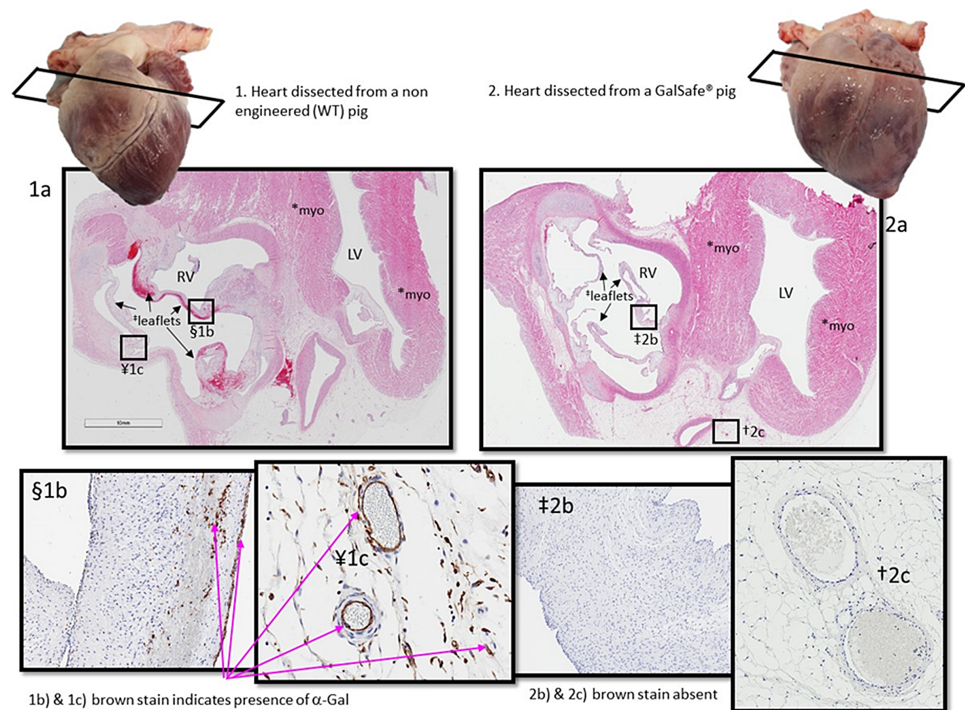 1. Heart dissected from a non
engineered (WT) pig
2. Heart dissected from a GalSafe® pig
1a
*myo
LV
RV
*myo
‡leaflets
§1b
¥1c
10mm
2a
*myo
RV
LV
‡leaflets
*myo
‡2b
†2c
§1b
¥1c
‡2b
†2c
1b) & 1c) brown stain indicates presence of α-Gal
2b) & 2c) brown stain absent